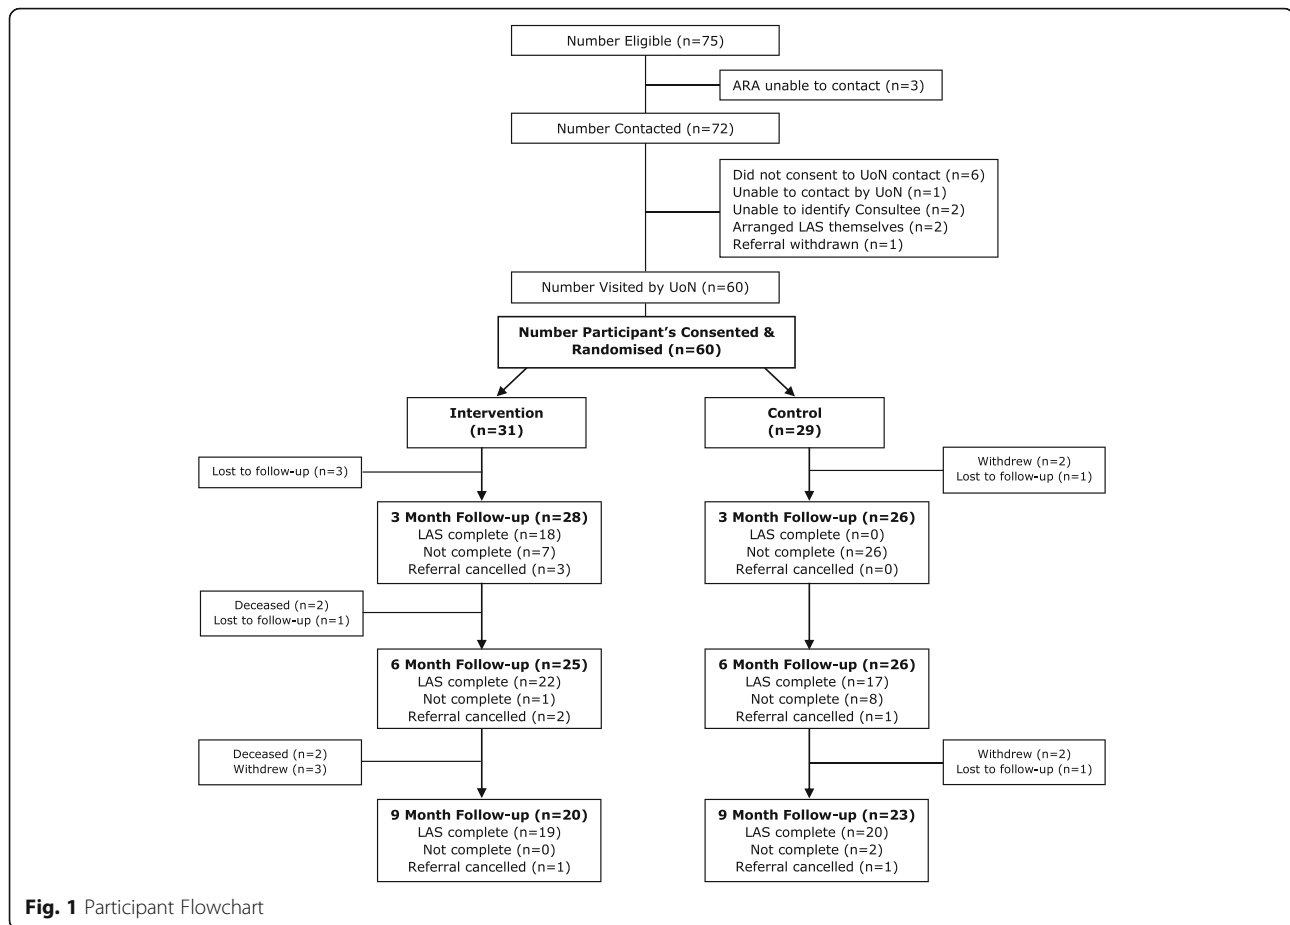 Number Eligible (n=75)
ARA unable to contact (n=3)
Number Contacted (n=72)
Did not consent to UoN contact (n=6)
Unable to contact by UoN (n=1)
Unable to identify Consultee (n=2)
Arranged LAS themselves (n=2)
Referral withdrawn (n=1)
Number Visited by UoN (n=60)
Number Participant's Consented &
Randomised (n=60)
Intervention
(n=31)
Control
(n=29)
Lost to follow-up (n=3)
Withdrew (n=2)
Lost to follow-up (n=1)
3 Month Follow-up (n=28)
LAS complete (n=18)
Not complete (n=7)
Referral cancelled (n=3)
3 Month Follow-up (n=26)
LAS complete (n=0)
Not complete (n=26)
Referral cancelled (n=0)
Deceased (n=2)
Lost to follow-up (n=1)
6 Month Follow-up (n=25)
LAS complete (n=22)
Not complete (n=1)
Referral cancelled (n=2)
6 Month Follow-up (n=26)
LAS complete (n=17)
Not complete (n=8)
Referral cancelled (n=1)
Deceased (n=2)
Withdrew (n=3)
Withdrew (n=2)
Lost to follow-up (n=1)
9 Month Follow-up (n=20)
LAS complete (n=19)
Not complete (n=0)
Referral cancelled (n=1)
9 Month Follow-up (n=23)
LAS complete (n=20)
Not complete (n=2)
Referral cancelled (n=1)
Fig. 1 Participant Flowchart